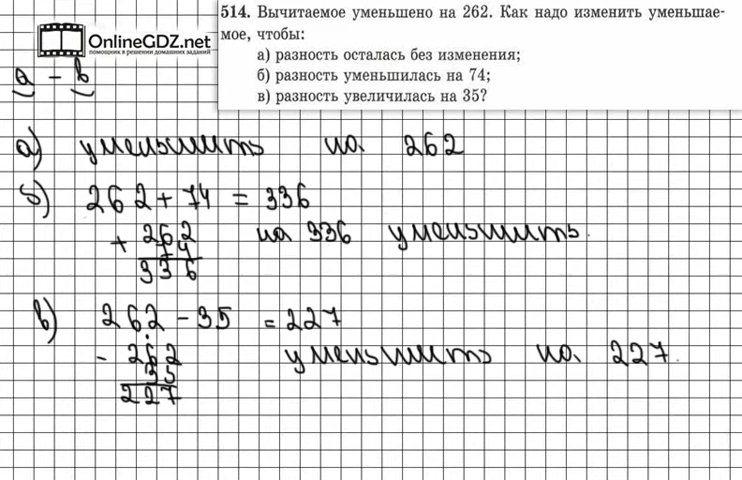 514. Вычитаемое уменьшено на 262. Как надо изменить уменьшае-
мое, чтобы:
а) разность осталась без изменения;
б) разность уменьшилась на 74;
в) разность увеличилась на 35?
OnlineGDZ.net
помощник в решении домашних заданий
a - b
а) уменьшить на 262
б) 262 + 74 = 336
+ 262
74
336
на 336 уменьшить.
в) 262 - 35 = 227
- 262
35
227
уменьшить на 227.